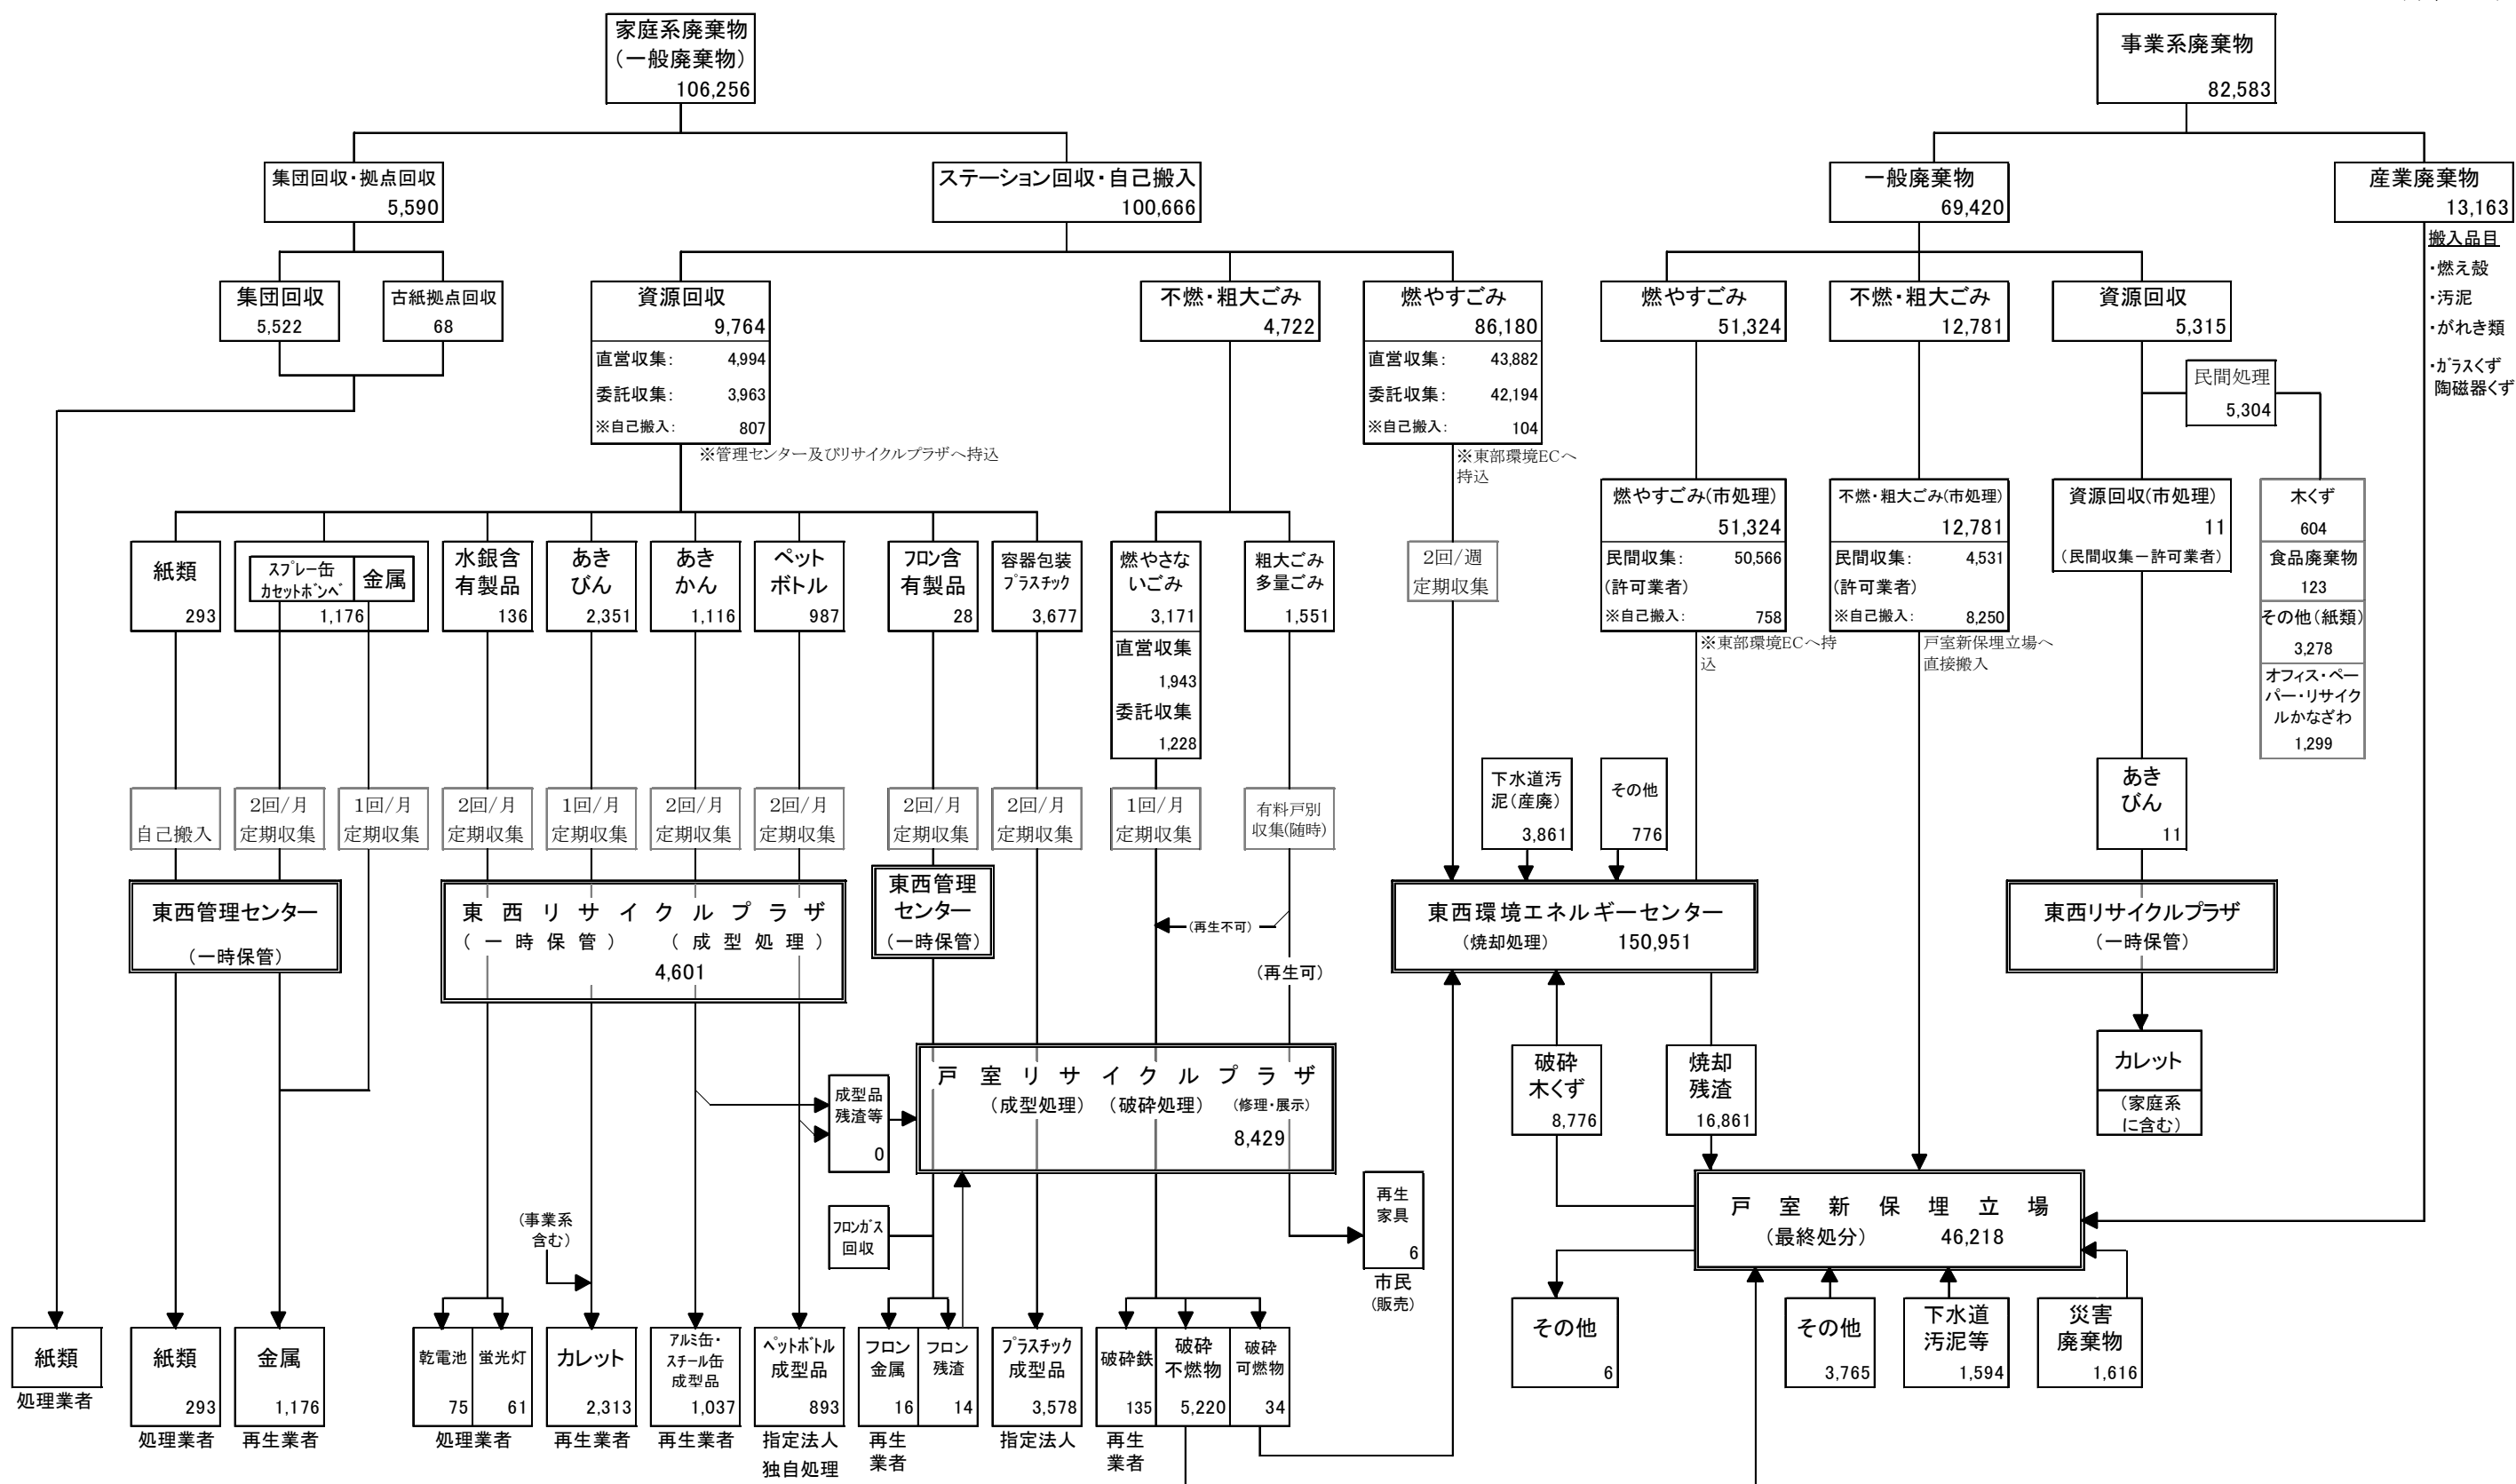 家庭系廃棄物
(一般廃棄物)
106,256
事業系廃棄物
82,583
集団回収・拠点回収
5,590
ステーション回収・自己搬入
100,666
一般廃棄物
69,420
産業廃棄物
13,163
搬入品目
・燃え殻
・汚泥
・がれき類
・ガラスくず
陶磁器くず
集団回収
5,522
古紙拠点回収
68
資源回収
9,764
直営収集: 4,994
委託収集: 3,963
※自己搬入: 807
※管理センター及びリサイクルプラザへ持込
不燃・粗大ごみ
4,722
燃やすごみ
86,180
直営収集: 43,882
委託収集: 42,194
※自己搬入: 104
※東部環境ECへ
持込
燃やすごみ
51,324
不燃・粗大ごみ
12,781
資源回収
5,315
民間処理
5,304
燃やすごみ(市処理)
51,324
民間収集: 50,566
(許可業者)
※自己搬入: 758
※東部環境ECへ持
込
不燃・粗大ごみ(市処理)
12,781
民間収集: 4,531
(許可業者)
※自己搬入: 8,250
戸室新保埋立場へ
直接搬入
資源回収(市処理)
11
(民間収集－許可業者)
木くず
604
食品廃棄物
123
その他(紙類)
3,278
オフィス・ペー
パー・リサイク
ルかなざわ
1,299
紙類
293
スプレー缶
カセットボンベ
金属
1,176
水銀含
有製品
136
あき
びん
2,351
あき
かん
1,116
ペット
ボトル
987
フロン含
有製品
28
容器包装
プラスチック
3,677
燃やさな
いごみ
3,171
直営収集
1,943
委託収集
1,228
粗大ごみ
多量ごみ
1,551
2回/週
定期収集
下水道汚
泥(産廃)
3,861
その他
776
あき
びん
11
自己搬入
2回/月
定期収集
1回/月
定期収集
2回/月
定期収集
1回/月
定期収集
2回/月
定期収集
2回/月
定期収集
2回/月
定期収集
2回/月
定期収集
1回/月
定期収集
有料戸別
収集(随時)
東西管理センター
(一時保管)
東西リサイクルプラザ
(一時保管) (成型処理)
4,601
東西管理
センター
(一時保管)
(再生不可)
(再生可)
東西環境エネルギーセンター
(焼却処理) 150,951
東西リサイクルプラザ
(一時保管)
成型品
残渣等
0
戸室リサイクルプラザ
(成型処理) (破砕処理) (修理・展示)
8,429
破砕
木くず
8,776
焼却
残渣
16,861
カレット
(家庭系
に含む)
(事業系
含む)
フロンガス
回収
再生
家具
6
市民
(販売)
戸室新保埋立場
(最終処分) 46,218
紙類
処理業者
紙類
293
処理業者
金属
1,176
再生業者
乾電池
75
蛍光灯
61
処理業者
カレット
2,313
再生業者
アルミ缶・
スチール缶
成型品
1,037
再生業者
ペットボトル
成型品
893
指定法人
独自処理
フロン
金属
16
再生
業者
フロン
残渣
14
プラスチック
成型品
3,578
指定法人
破砕鉄
135
再生
業者
破砕
不燃物
5,220
破砕
可燃物
34
その他
6
その他
3,765
下水道
汚泥等
1,594
災害
廃棄物
1,616